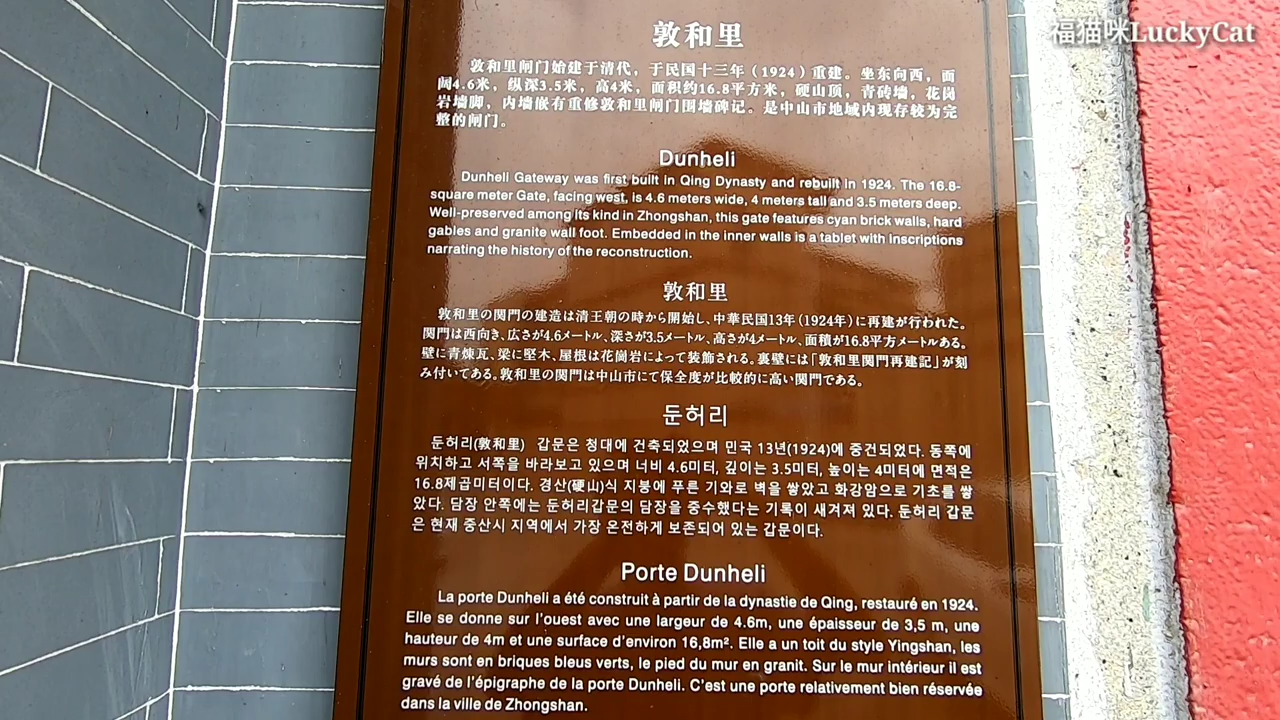 福猫咪LuckyCat
敦和里
敦和里闸门始建于清代，于民国十三年（1924）重建。坐东向西，面
阔4.6米，纵深3.5米，高4米，面积约16.8平方米，硬山顶，青砖墙，花岗
岩墙脚，内墙嵌有重修敦和里闸门围墙碑记。是中山市地域内现存较为完
整的闸门。
Dunheli
Dunheli Gateway was first built in Qing Dynasty and rebuilt in 1924. The 16.8-
square meter Gate, facing west, is 4.6 meters wide, 4 meters tall and 3.5 meters deep.
Well-preserved among its kind in Zhongshan, this gate features cyan brick walls, hard
gables and granite wall foot. Embedded in the inner walls is a tablet with inscriptions
narrating the history of the reconstruction.
敦和里
敦和里の関門の建造は清王朝の時から開始し、中華民国13年（1924年）に再建が行われた。
関門は西向き、広さが4.6メートル、深さが3.5メートル、高さが4メートル、面積が16.8平方メートルある。
壁に青煉瓦、梁に堅木、屋根は花崗岩によって装飾される。裏壁には「敦和里関門再建記」が刻
み付いてある。敦和里の関門は中山市にて保全度が比較的に高い関門である。
둔허리
둔허리(敦和里) 갑문은 청대에 건축되었으며 민국 13년(1924)에 중건되었다. 동쪽에
위치하고 서쪽을 바라보고 있으며 너비 4.6미터, 깊이는 3.5미터, 높이는 4미터에 면적은
16.8제곱미터이다. 경산(硬山)식 지붕에 푸른 기와로 벽을 쌓았고 화강암으로 기초를 쌓
았다. 담장 안쪽에는 둔허리갑문의 담장을 중수했다는 기록이 새겨져 있다. 둔허리 갑문
은 현재 중산시 지역에서 가장 온전하게 보존되어 있는 갑문이다.
Porte Dunheli
La porte Dunheli a été construit à partir de la dynastie de Qing, restauré en 1924.
Elle se donne sur l'ouest avec une largeur de 4.6m, une épaisseur de 3,5 m, une
hauteur de 4m et une surface d'environ 16,8m². Elle a un toit du style Yingshan, les
murs sont en briques bleus verts, le pied du mur en granit. Sur le mur intérieur il est
gravé de l'épigraphe de la porte Dunheli. C'est une porte relativement bien réservée
dans la ville de Zhongshan.